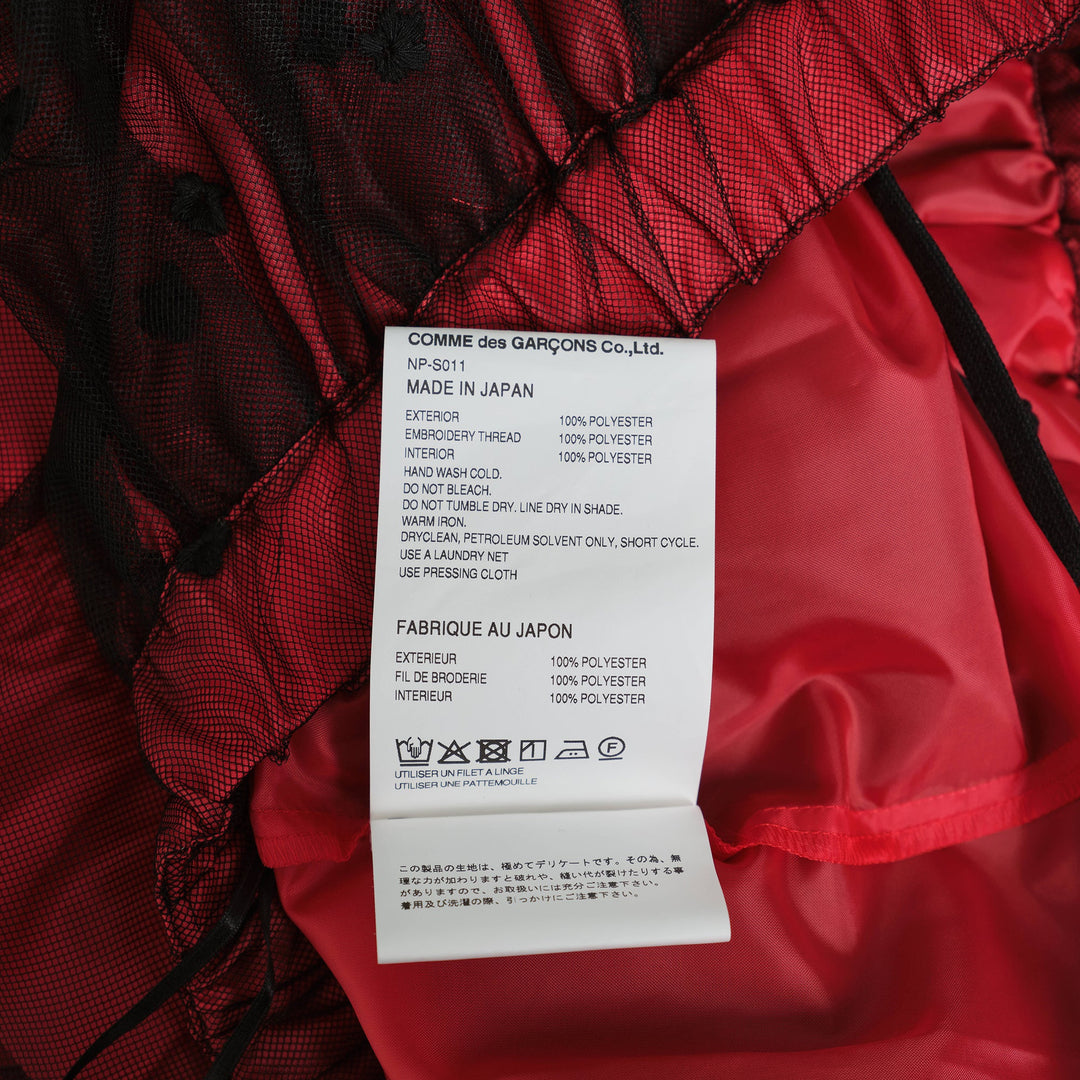 COMME des GARÇONS Co.,Ltd.
NP-S011
MADE IN JAPAN
EXTERIOR 100% POLYESTER
EMBROIDERY THREAD 100% POLYESTER
INTERIOR 100% POLYESTER
HAND WASH COLD.
DO NOT BLEACH.
DO NOT TUMBLE DRY. LINE DRY IN SHADE.
WARM IRON.
DRYCLEAN, PETROLEUM SOLVENT ONLY, SHORT CYCLE.
USE A LAUNDRY NET
USE PRESSING CLOTH
FABRIQUE AU JAPON
EXTERIEUR 100% POLYESTER
FIL DE BRODERIE 100% POLYESTER
INTERIEUR 100% POLYESTER
F
UTILISER UN FILET A LINGE
UTILISER UNE PATTEMOUILLE
この製品の生地は、極めてデリケートです。その為、無
理な力が加わりますと破れや、縫い代が裂けたりする事
がありますので、お取扱いには充分ご注意下さい。
着用及び洗濯の際、引っかけにご注意下さい。